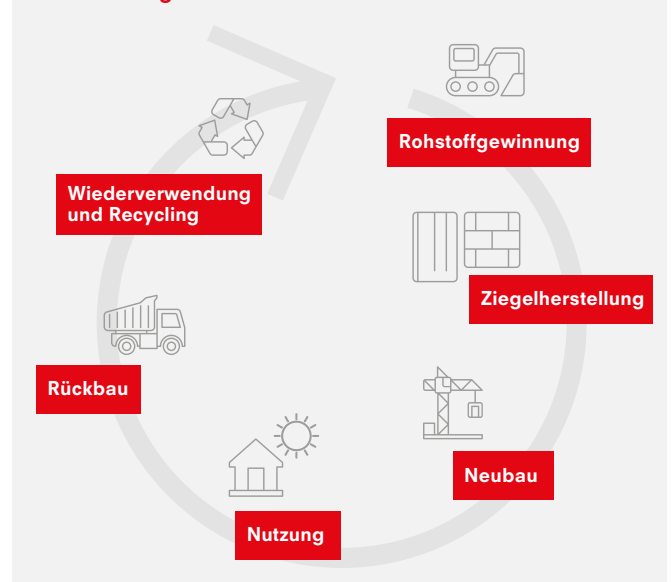 Rohstoffgewinnung
Wiederverwendung
und Recycling
Ziegelherstellung
Rückbau
Neubau
Nutzung